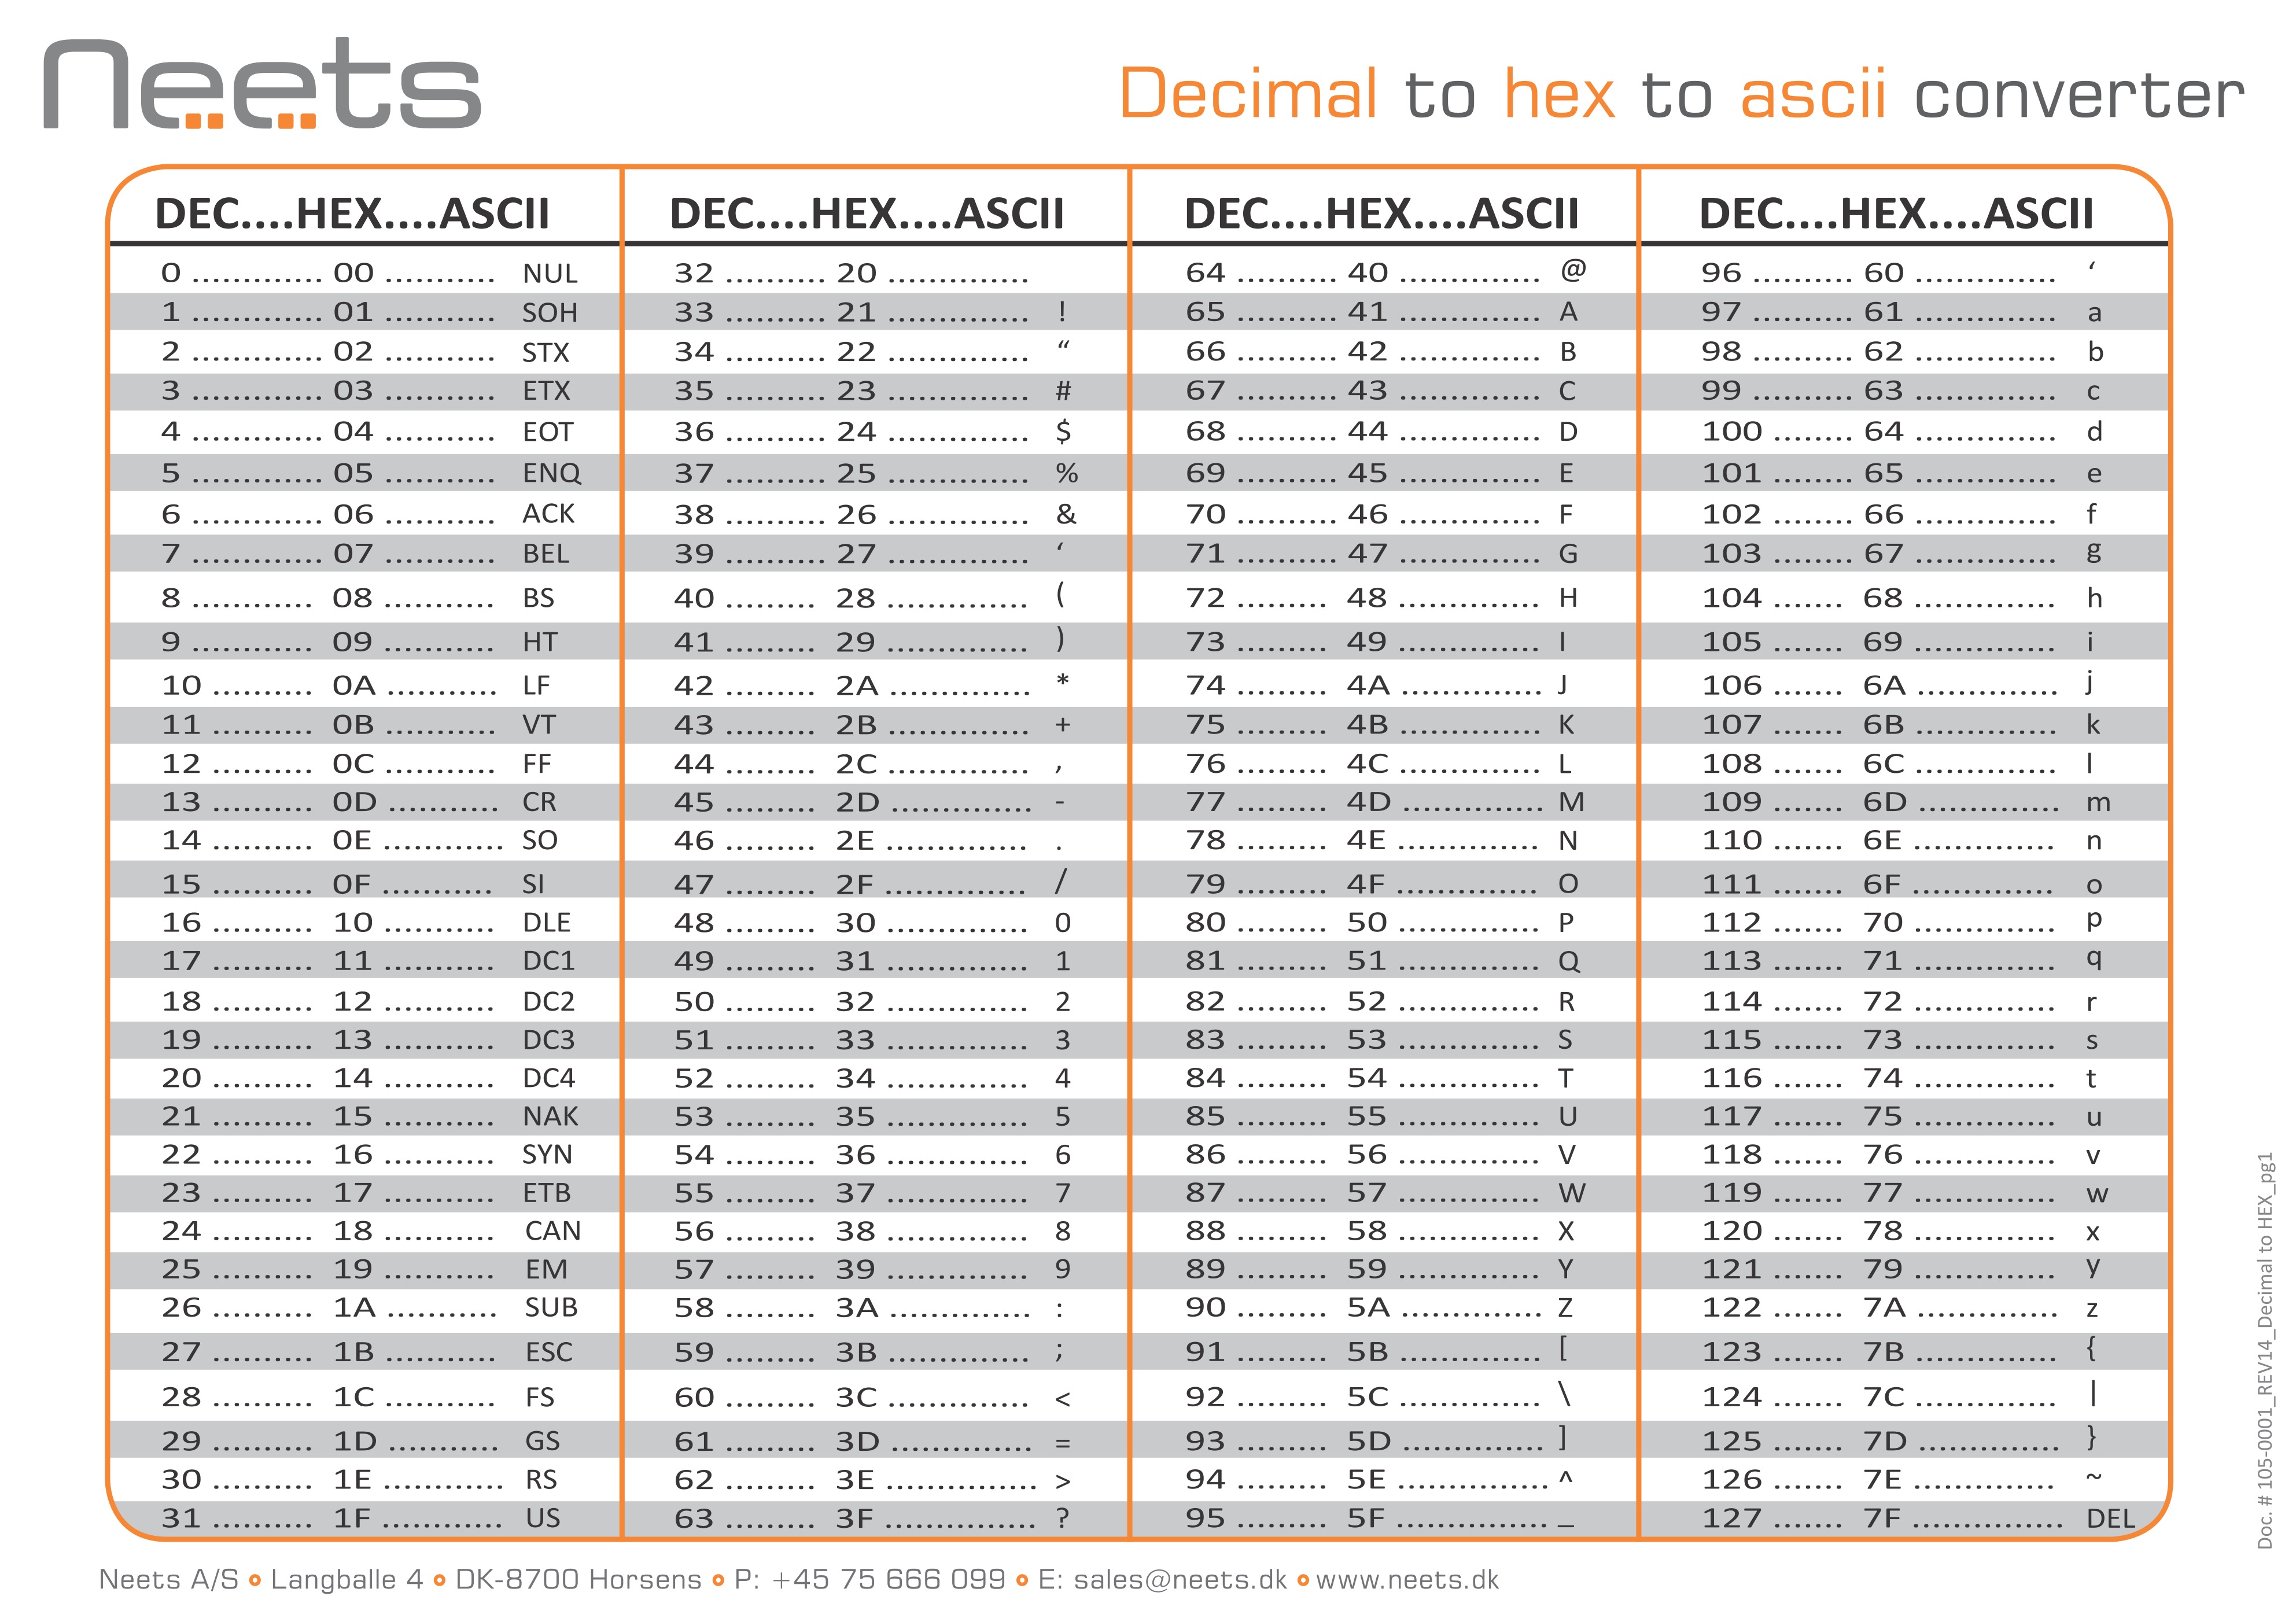 Neets
Decimal to hex to ascii converter
DEC....HEX....ASCII DEC....HEX....ASCII DEC....HEX....ASCII DEC....HEX....ASCII
0 ............ 00 ........... NUL 32 .......... 20 ............. 64 .......... 40 ............. @ 96 .......... 60 ............. ‘
1 ............ 01 ........... SOH 33 .......... 21 ............. ! 65 .......... 41 ............. A 97 .......... 61 ............. a
2 ............ 02 ........... STX 34 .......... 22 ............. “ 66 .......... 42 ............. B 98 .......... 62 ............. b
3 ............ 03 ........... ETX 35 .......... 23 ............. # 67 .......... 43 ............. C 99 .......... 63 ............. c
4 ............ 04 ........... EOT 36 .......... 24 ............. $ 68 .......... 44 ............. D 100 ........ 64 ............. d
5 ............ 05 ........... ENQ 37 .......... 25 ............. % 69 .......... 45 ............. E 101 ........ 65 ............. e
6 ............ 06 ........... ACK 38 .......... 26 ............. & 70 .......... 46 ............. F 102 ........ 66 ............. f
7 ............ 07 ........... BEL 39 .......... 27 ............. ‘ 71 .......... 47 ............. G 103 ........ 67 ............. g
8 ........... 08 ........... BS 40 ......... 28 ............. ( 72 ......... 48 ............. H 104 ....... 68 ............. h
9 ........... 09 ........... HT 41 ......... 29 ............. ) 73 ......... 49 ............. I 105 ....... 69 ............. i
10 .......... 0A ........... LF 42 ......... 2A ............. * 74 ......... 4A ............. J 106 ....... 6A ............. j
11 .......... 0B ........... VT 43 ......... 2B ............. + 75 ......... 4B ............. K 107 ....... 6B ............. k
12 .......... 0C ........... FF 44 ......... 2C ............. , 76 ......... 4C ............. L 108 ....... 6C ............. l
13 .......... 0D ........... CR 45 ......... 2D ............. - 77 ......... 4D ............. M 109 ....... 6D ............. m
14 .......... 0E ............ SO 46 ......... 2E ............. . 78 ......... 4E ............. N 110 ....... 6E ............. n
15 .......... 0F ........... SI 47 ......... 2F ............. / 79 ......... 4F ............. O 111 ....... 6F ............. o
16 .......... 10 ........... DLE 48 ......... 30 ............. 0 80 ......... 50 ............. P 112 ....... 70 ............. p
17 .......... 11 ........... DC1 49 ......... 31 ............. 1 81 ......... 51 ............. Q 113 ....... 71 ............. q
18 .......... 12 ........... DC2 50 ......... 32 ............. 2 82 ......... 52 ............. R 114 ....... 72 ............. r
19 .......... 13 ........... DC3 51 ......... 33 ............. 3 83 ......... 53 ............. S 115 ....... 73 ............. s
20 .......... 14 ........... DC4 52 ......... 34 ............. 4 84 ......... 54 ............. T 116 ....... 74 ............. t
21 .......... 15 ........... NAK 53 ......... 35 ............. 5 85 ......... 55 ............. U 117 ....... 75 ............. u
22 .......... 16 ........... SYN 54 ......... 36 ............. 6 86 ......... 56 ............. V 118 ....... 76 ............. v
23 .......... 17 ........... ETB 55 ......... 37 ............. 7 87 ......... 57 ............. W 119 ....... 77 ............. w
24 .......... 18 ........... CAN 56 ......... 38 ............. 8 88 ......... 58 ............. X 120 ....... 78 ............. x
25 .......... 19 ........... EM 57 ......... 39 ............. 9 89 ......... 59 ............. Y 121 ....... 79 ............. y
26 .......... 1A ........... SUB 58 ......... 3A ............. : 90 ......... 5A ............. Z 122 ....... 7A ............. z
27 .......... 1B ........... ESC 59 ......... 3B ............. ; 91 ......... 5B ............. [ 123 ....... 7B ............. {
28 .......... 1C ........... FS 60 ......... 3C ............. < 92 ......... 5C ............. \ 124 ....... 7C ............. |
29 .......... 1D ........... GS 61 ......... 3D ............. = 93 ......... 5D ............. ] 125 ....... 7D ............. }
30 .......... 1E ............ RS 62 ......... 3E .............. > 94 ......... 5E .............. ^ 126 ....... 7E ............. ~
31 .......... 1F ............ US 63 ......... 3F .............. ? 95 ......... 5F .............. _ 127 ....... 7F .............. DEL
Neets A/S • Langballe 4 • DK-8700 Horsens • P: +45 75 666 099 • E: sales@neets.dk • www.neets.dk
Doc. # 105-0001_REV14_Decimal to HEX_pg1